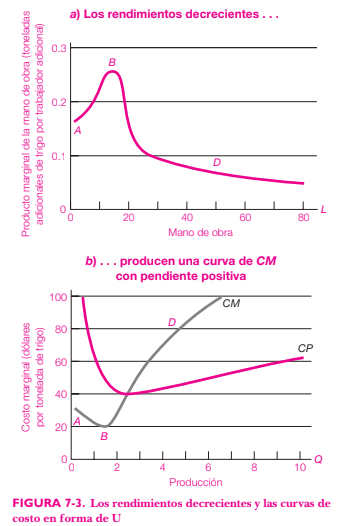 a) Los rendimientos decrecientes . . .
Producto marginal de la mano de obra (toneladas
adicionales de trigo por trabajador adicional)
0.3
0.2
0.1
0
B
A
D
0 20 40 60 80 L
Mano de obra
b) . . . producen una curva de CM
con pendiente positiva
Costo marginal (dólares
por tonelada de trigo)
100
80
60
40
20
0
CM
D
CP
A
B
0 2 4 6 8 10 Q
Producción
FIGURA 7-3. Los rendimientos decrecientes y las curvas de
costo en forma de U